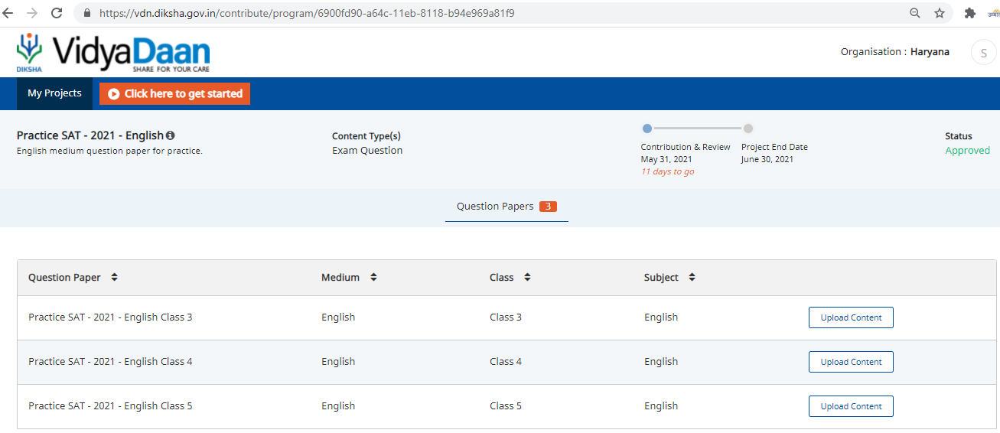 https://vdn.diksha.gov.in/contribute/program/6900fd90-a64c-11eb-8118-b94e969a81f9
VidyaDaan
DIKSHA SHARE FOR YOUR CARE
Organisation : Haryana S
My Projects Click here to get started
Practice SAT - 2021 - English
English medium question paper for practice.
Content Type(s)
Exam Question
Contribution & Review Project End Date
May 31, 2021 June 30, 2021
11 days to go
Status
Approved
Question Papers 3
Question Paper Medium Class Subject
Practice SAT - 2021 - English Class 3 English Class 3 English Upload Content
Practice SAT - 2021 - English Class 4 English Class 4 English Upload Content
Practice SAT - 2021 - English Class 5 English Class 5 English Upload Content